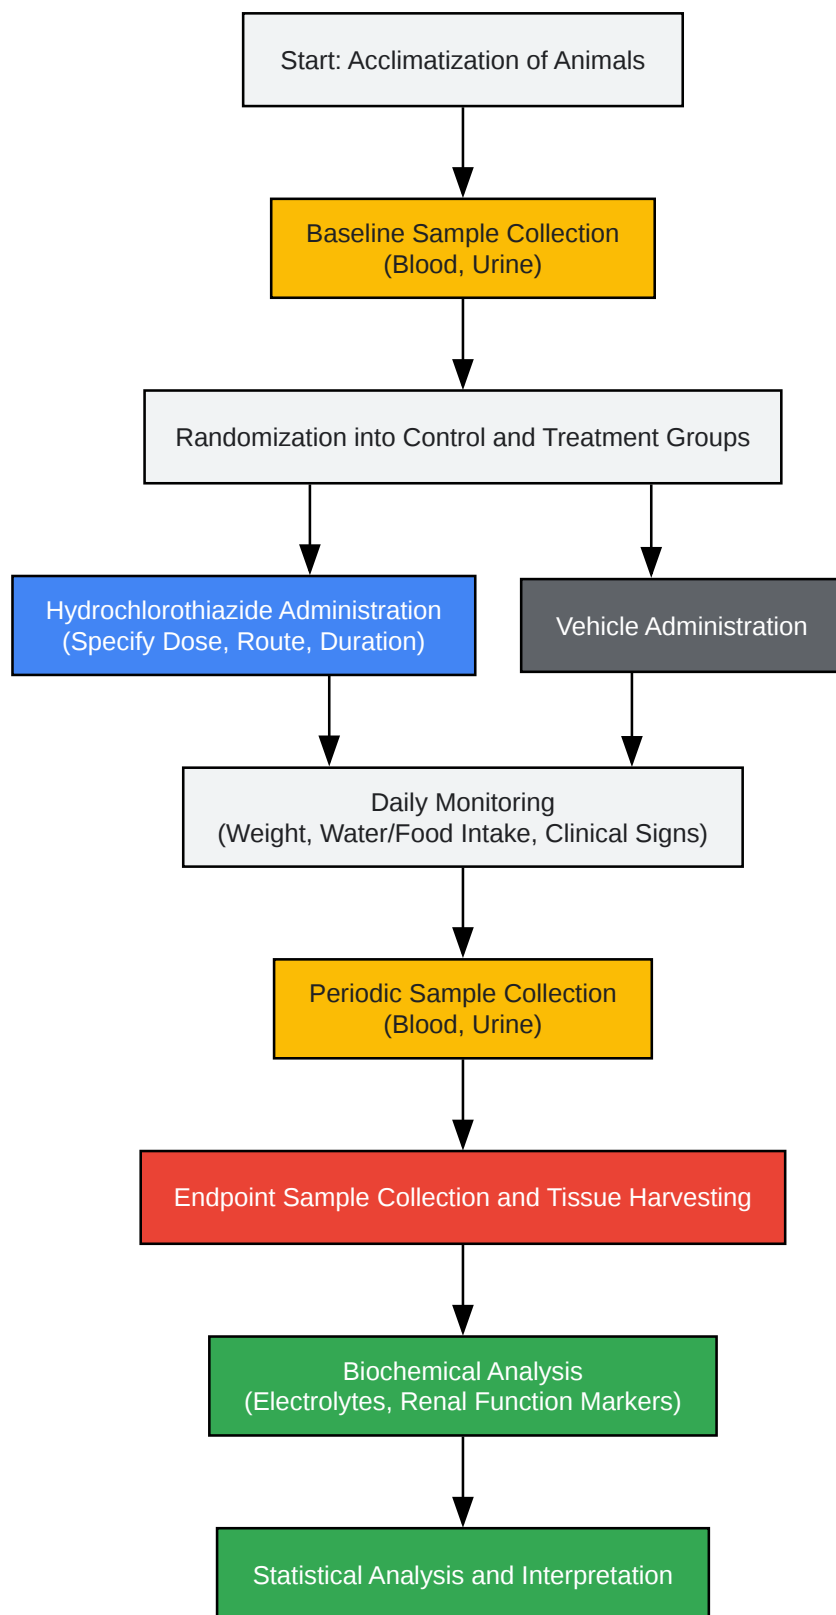 Start: Acclimatization of Animals
Baseline Sample Collection
(Blood, Urine)
Randomization into Control and Treatment Groups
Hydrochlorothiazide Administration
(Specify Dose, Route, Duration)
Vehicle Administration
Daily Monitoring
(Weight, Water/Food Intake, Clinical Signs)
Periodic Sample Collection
(Blood, Urine)
Endpoint Sample Collection and Tissue Harvesting
Biochemical Analysis
(Electrolytes, Renal Function Markers)
Statistical Analysis and Interpretation